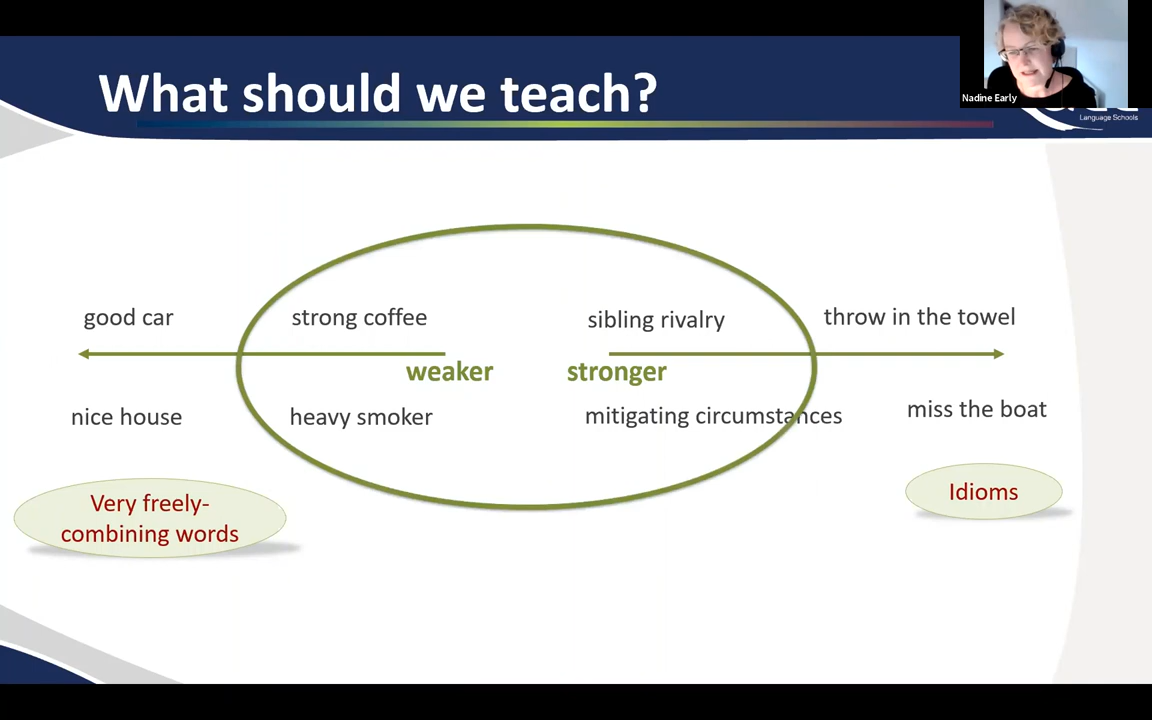 What should we teach?
Nadine Early
Language Schools
good car
strong coffee
sibling rivalry
throw in the towel
weaker
stronger
nice house
heavy smoker
mitigating circumstances
miss the boat
Very freely-
combining words
Idioms